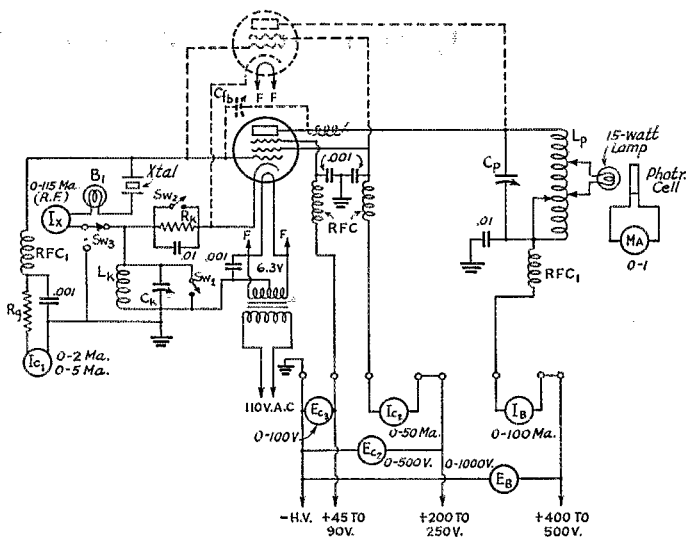 Cfb
F F
.001
Lp
15-watt
Lamp
Photr.
Cell
Cp
MA
0-1
.01
RFC1
0-115 Ma.
(R.F.)
B1
Xtal
Ix
Sw2
Rk
Sw3
.01
.001
F
F
6.3V
RFC
RFC1
Lk
Ck
Sw1
.001
Rg
Ic1
0-2 Ma.
0-5 Ma.
110V.A.C
Ec3
0-100V
Ic2
0-50 Ma.
IB
0-100 Ma.
Ec2
0-500V.
0-1000V.
EB
-H.V.
+45 TO
90V.
+200 TO
250V.
+400 TO
500V.